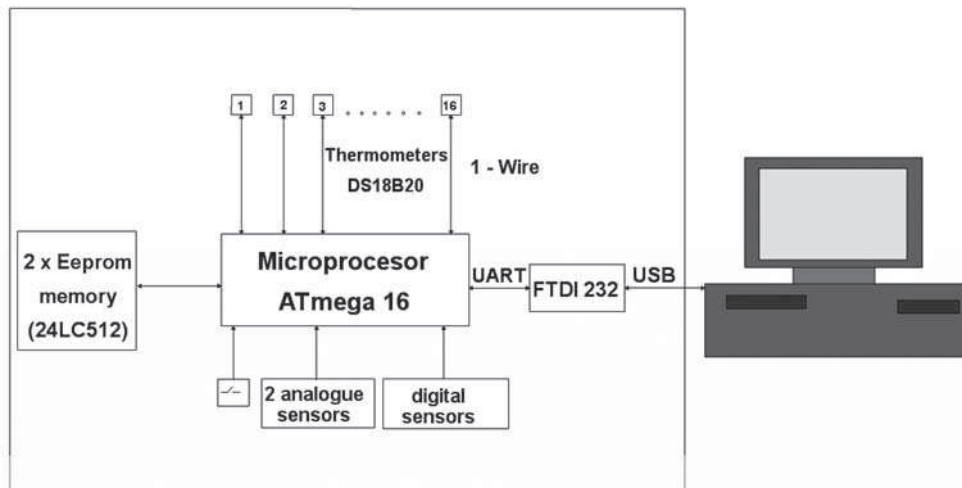 1
2
3
. . . . . .
16
Thermometers
DS18B20
1 - Wire
2 x Eeprom
memory
(24LC512)
Microprocesor
ATmega 16
UART
FTDI 232
USB
2 analogue
sensors
digital
sensors